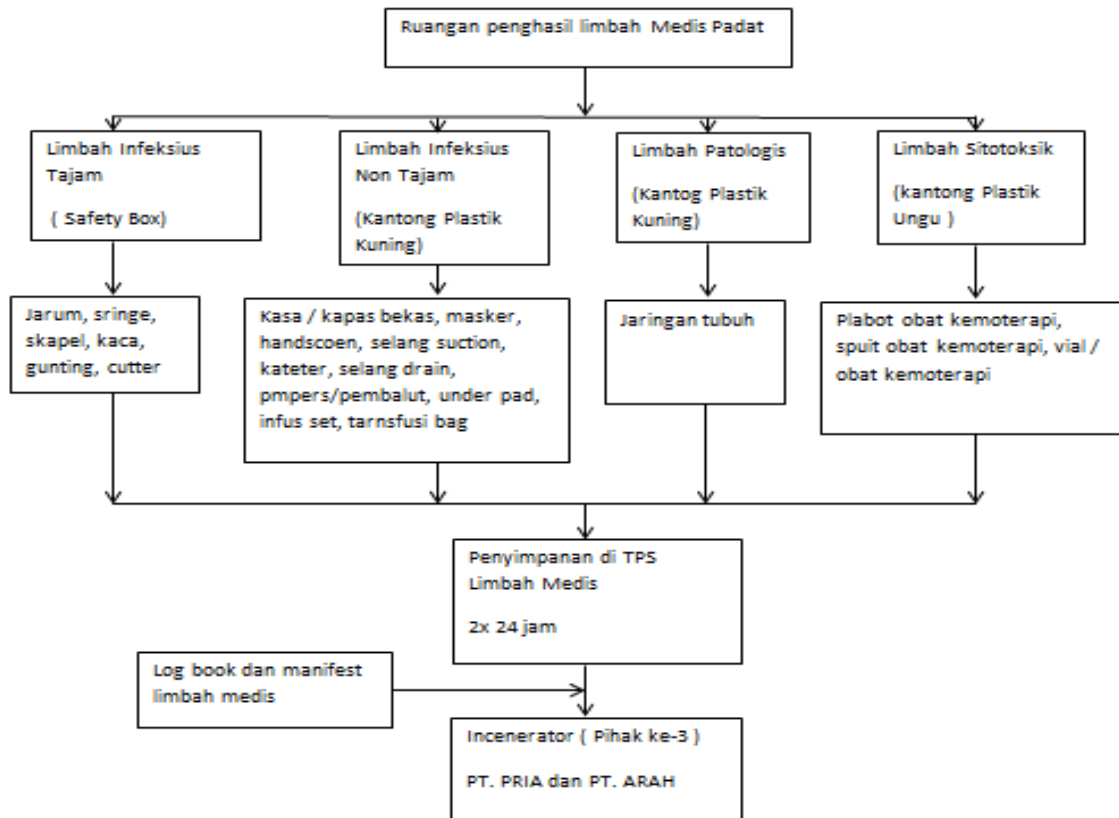 Ruangan penghasil limbah Medis Padat
Limbah Infeksius
Tajam
( Safety Box)
Limbah Infeksius
Non Tajam
(Kantong Plastik
Kuning)
Limbah Patologis
(Kantog Plastik
Kuning)
Limbah Sitotoksik
(kantong Plastik
Ungu )
Jarum, sringe,
skapel, kaca,
gunting, cutter
Kasa / kapas bekas, masker,
handscoen, selang suction,
kateter, selang drain,
pmpers/pembalut, under pad,
infus set, tarnsfusi bag
Jaringan tubuh
Plabot obat kemoterapi,
spuit obat kemoterapi, vial /
obat kemoterapi
Penyimpanan di TPS
Limbah Medis
2x 24 jam
Log book dan manifest
limbah medis
Incenerator ( Pihak ke-3 )
PT. PRIA dan PT. ARAH